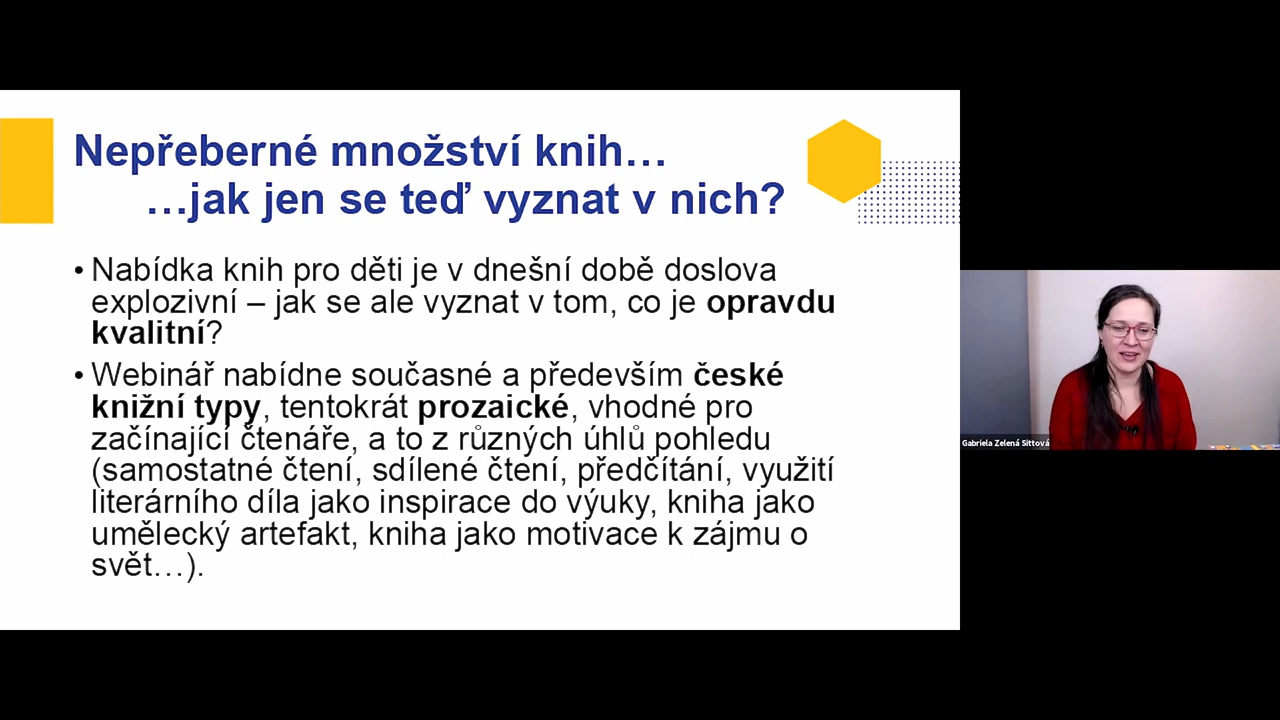 Nepřeberné množství knih…
…jak jen se teď vyznat v nich?
• Nabídka knih pro děti je v dnešní době doslova
explozivní – jak se ale vyznat v tom, co je opravdu
kvalitní?
• Webinář nabídne současné a především české
knižní typy, tentokrát prozaické, vhodné pro
začínající čtenáře, a to z různých úhlů pohledu
(samostatné čtení, sdílené čtení, předčítání, využití
literárního díla jako inspirace do výuky, kniha jako
umělecký artefakt, kniha jako motivace k zájmu o
svět…).
Gabriela Zelená Sittová